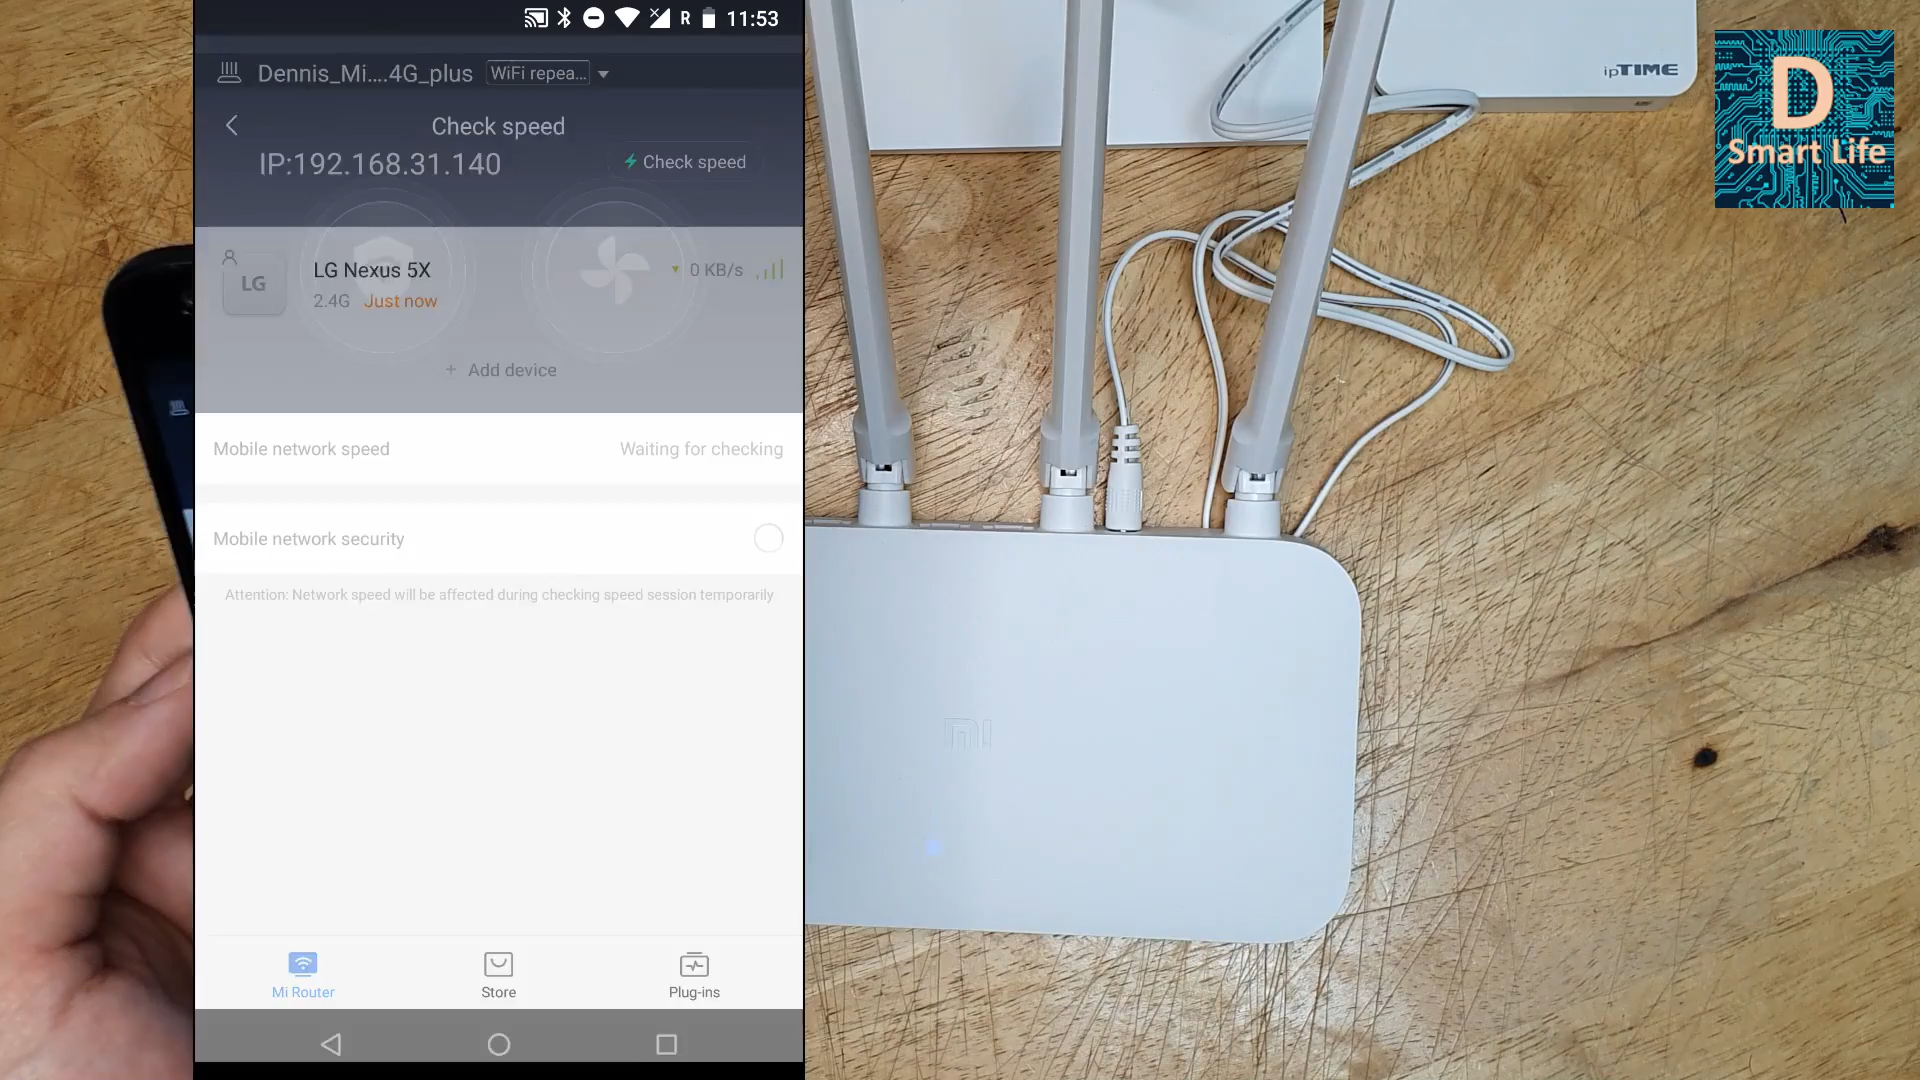 R 11:53
Dennis_Mi....4G_plus WiFi repea...
Check speed
IP:192.168.31.140 Check speed
LG
LG Nexus 5X 0 KB/s
2.4G Just now
+ Add device
Mobile network speed Waiting for checking
Mobile network security
Attention: Network speed will be affected during checking speed session temporarily
Mi Router Store Plug-ins
ipTIME
D
Smart Life
MI